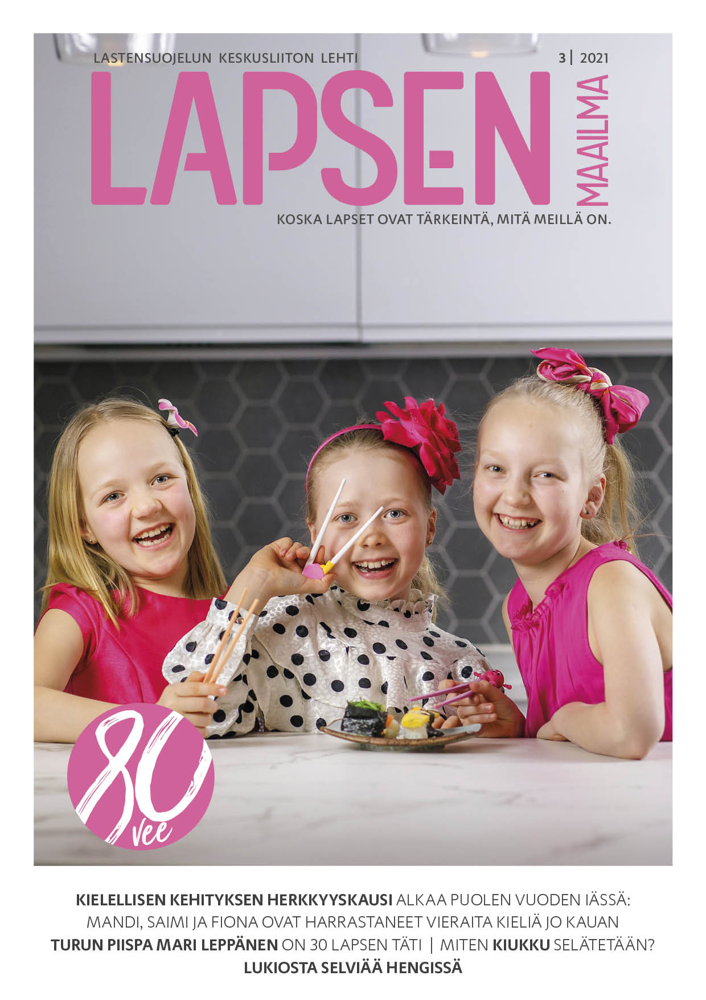 LASTENSUOJELUN KESKUSLIITON LEHTI
3 | 2021
LAPSEN
MAAILMA
KOSKA LAPSET OVAT TÄRKEINTÄ, MITÄ MEILLÄ ON.
80
vee
KIELELLISEN KEHITYKSEN HERKKYYSKAUSI ALKAA PUOLEN VUODEN IÄSSÄ:
MANDI, SAIMI JA FIONA OVAT HARRASTANEET VIERAITA KIELIÄ JO KAUAN
TURUN PIISPA MARI LEPPÄNEN ON 30 LAPSEN TÄTI | MITEN KIUKKU SELÄTETÄÄN?
LUKIOSTA SELVIÄÄ HENGISSÄ